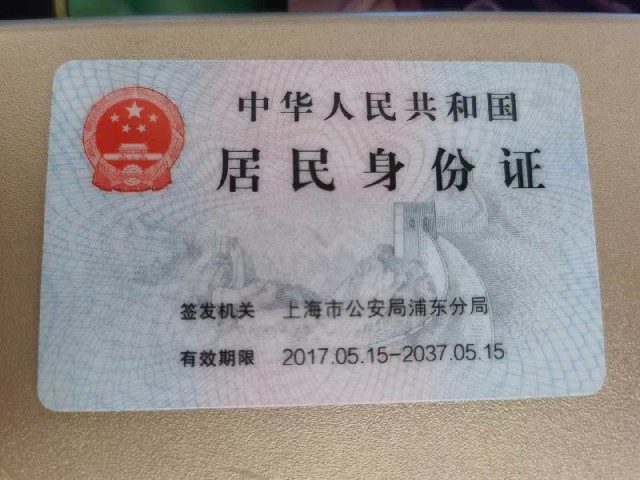 中华人民共和国
居民身份证
签发机关 上海市公安局浦东分局
有效期限 2017.05.15-2037.05.15